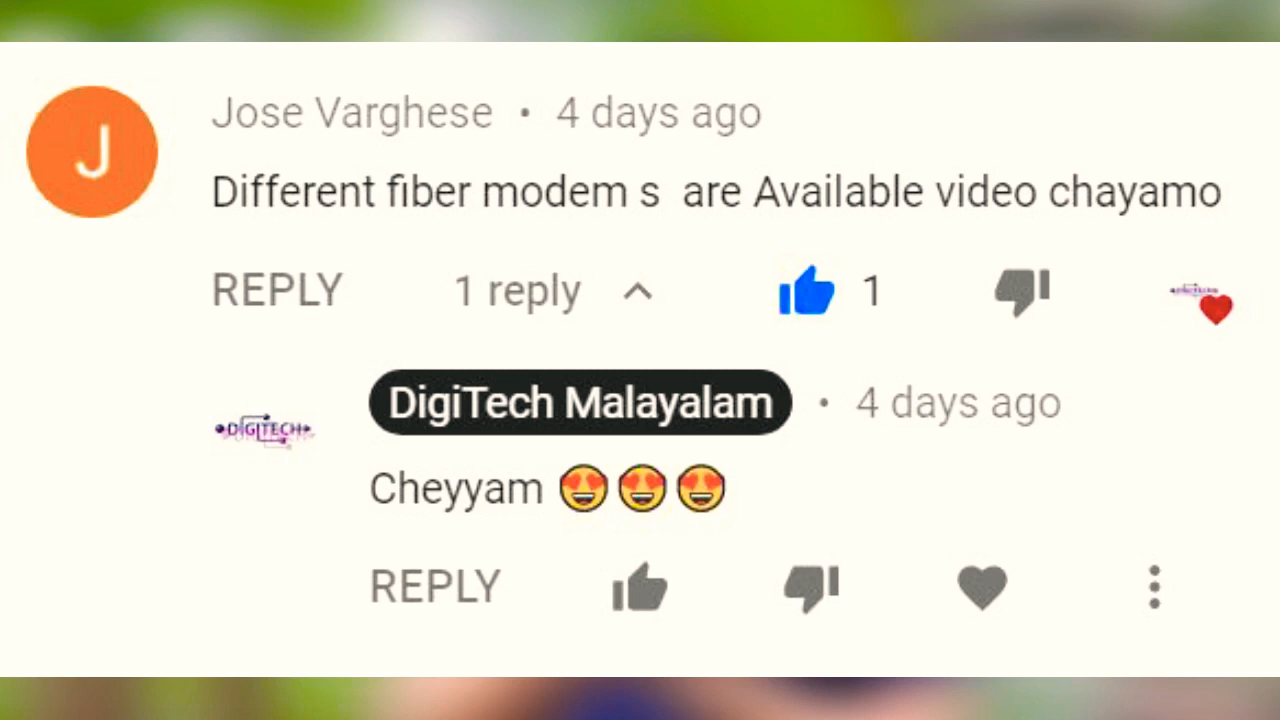 J
Jose Varghese • 4 days ago
Different fiber modem s  are Available video chayamo
REPLY 1 reply 1
DIGITECH
DigiTech Malayalam • 4 days ago
Cheyyam 😍😍😍
REPLY